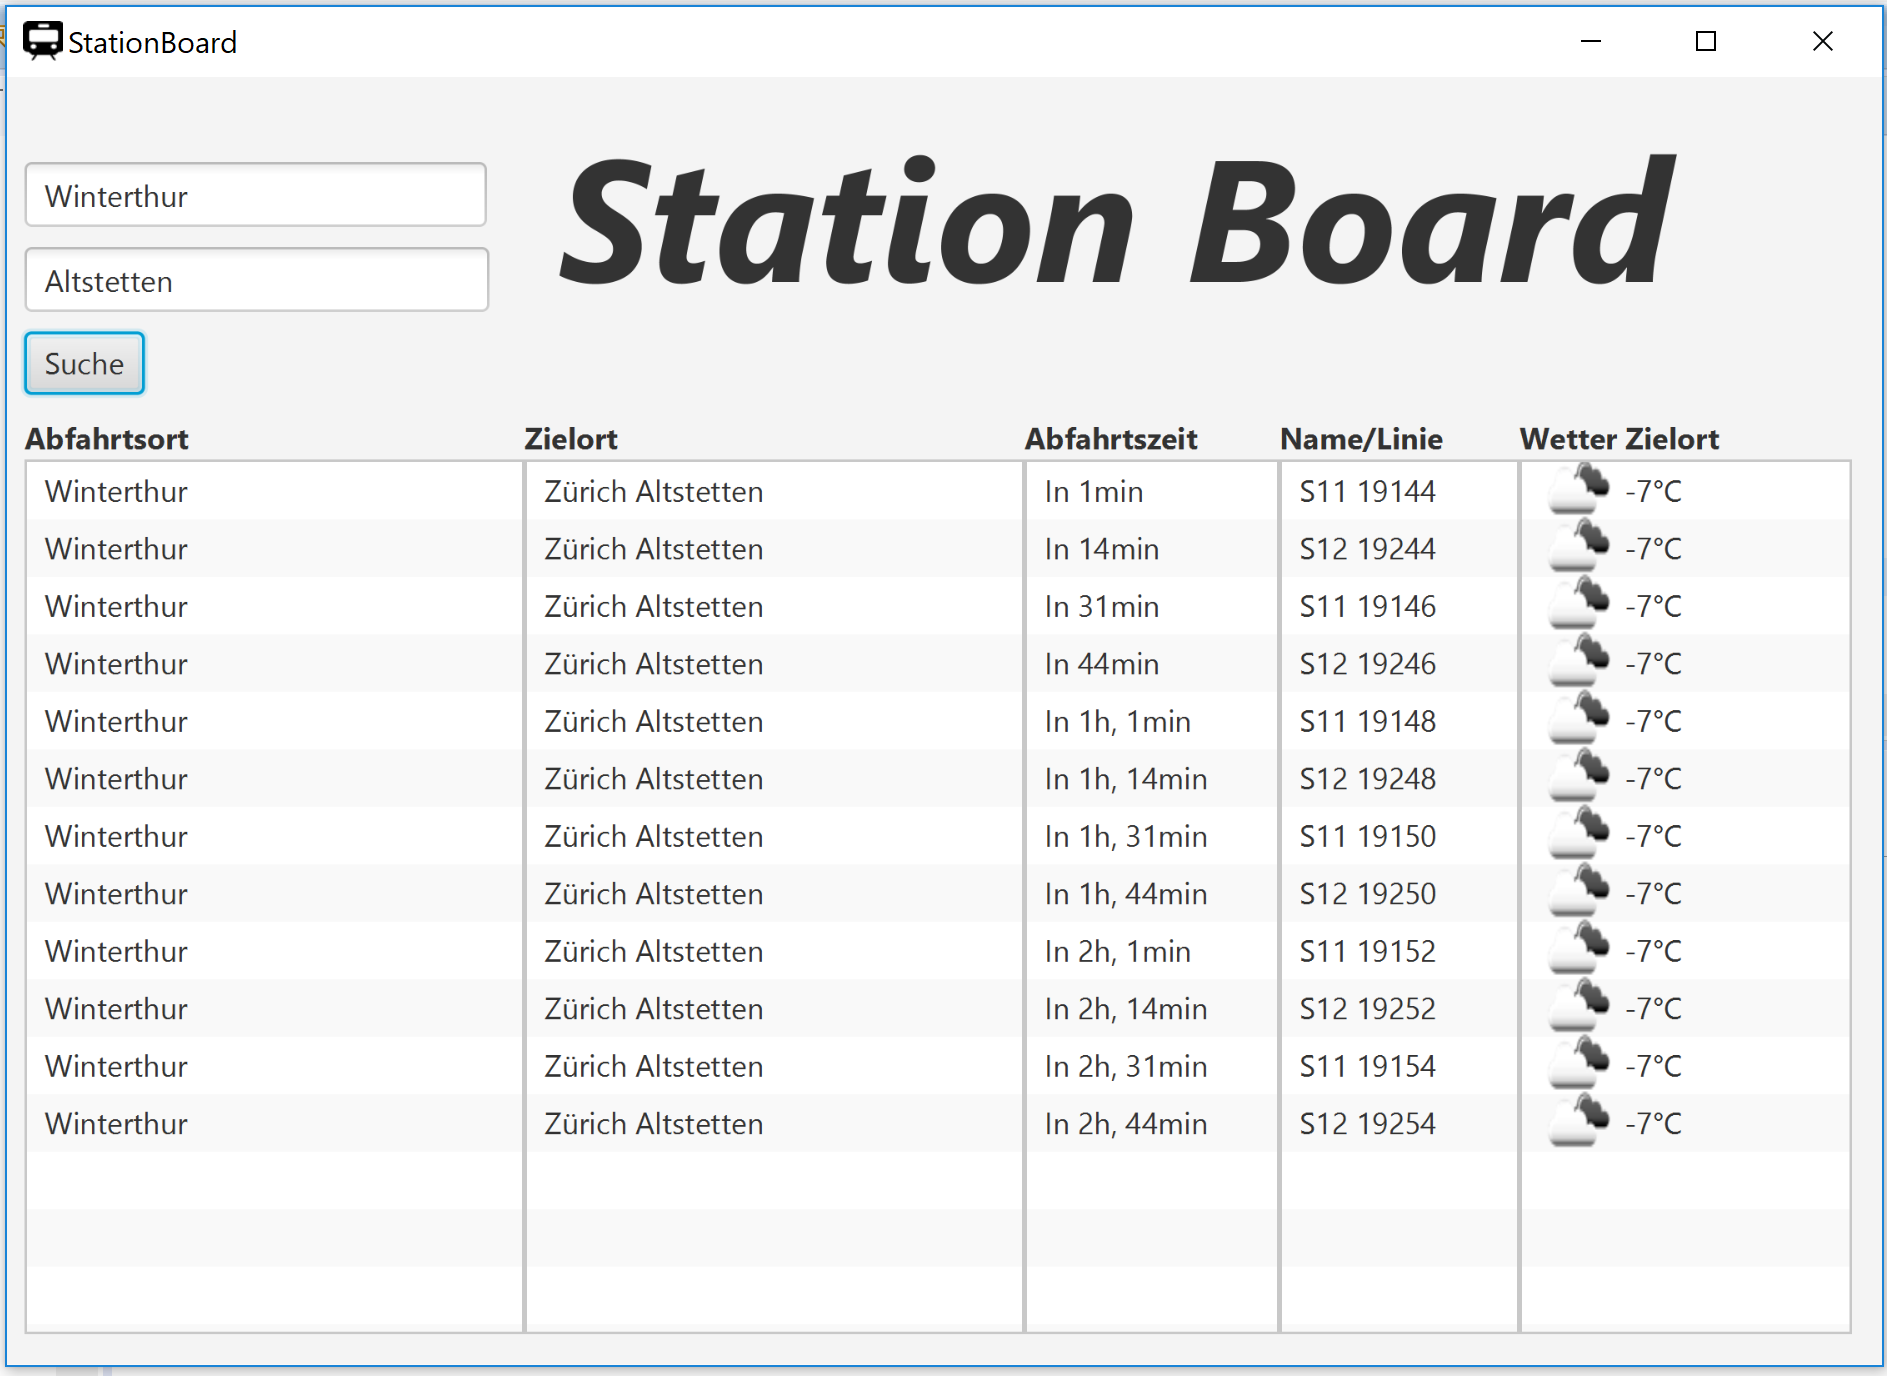 StationBoard
Winterthur
Station Board
Altstetten
Suche
Abfahrtsort Zielort Abfahrtszeit Name/Linie Wetter Zielort
Winterthur Zürich Altstetten In 1min S11 19144 -7°C
Winterthur Zürich Altstetten In 14min S12 19244 -7°C
Winterthur Zürich Altstetten In 31min S11 19146 -7°C
Winterthur Zürich Altstetten In 44min S12 19246 -7°C
Winterthur Zürich Altstetten In 1h, 1min S11 19148 -7°C
Winterthur Zürich Altstetten In 1h, 14min S12 19248 -7°C
Winterthur Zürich Altstetten In 1h, 31min S11 19150 -7°C
Winterthur Zürich Altstetten In 1h, 44min S12 19250 -7°C
Winterthur Zürich Altstetten In 2h, 1min S11 19152 -7°C
Winterthur Zürich Altstetten In 2h, 14min S12 19252 -7°C
Winterthur Zürich Altstetten In 2h, 31min S11 19154 -7°C
Winterthur Zürich Altstetten In 2h, 44min S12 19254 -7°C